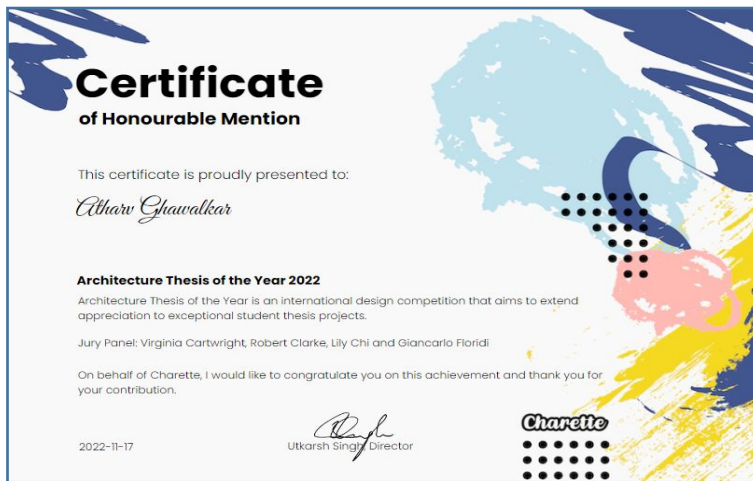 Certificate
of Honourable Mention
This certificate is proudly presented to:
Atharv Ghawalkar
Architecture Thesis of the Year 2022
Architecture Thesis of the Year is an international design competition that aims to extend
appreciation to exceptional student thesis projects.
Jury Panel: Virginia Cartwright, Robert Clarke, Lily Chi and Giancarlo Floridi
On behalf of Charette, I would like to congratulate you on this achievement and thank you for
your contribution.
2022-11-17
Utkarsh Singh, Director
Charette